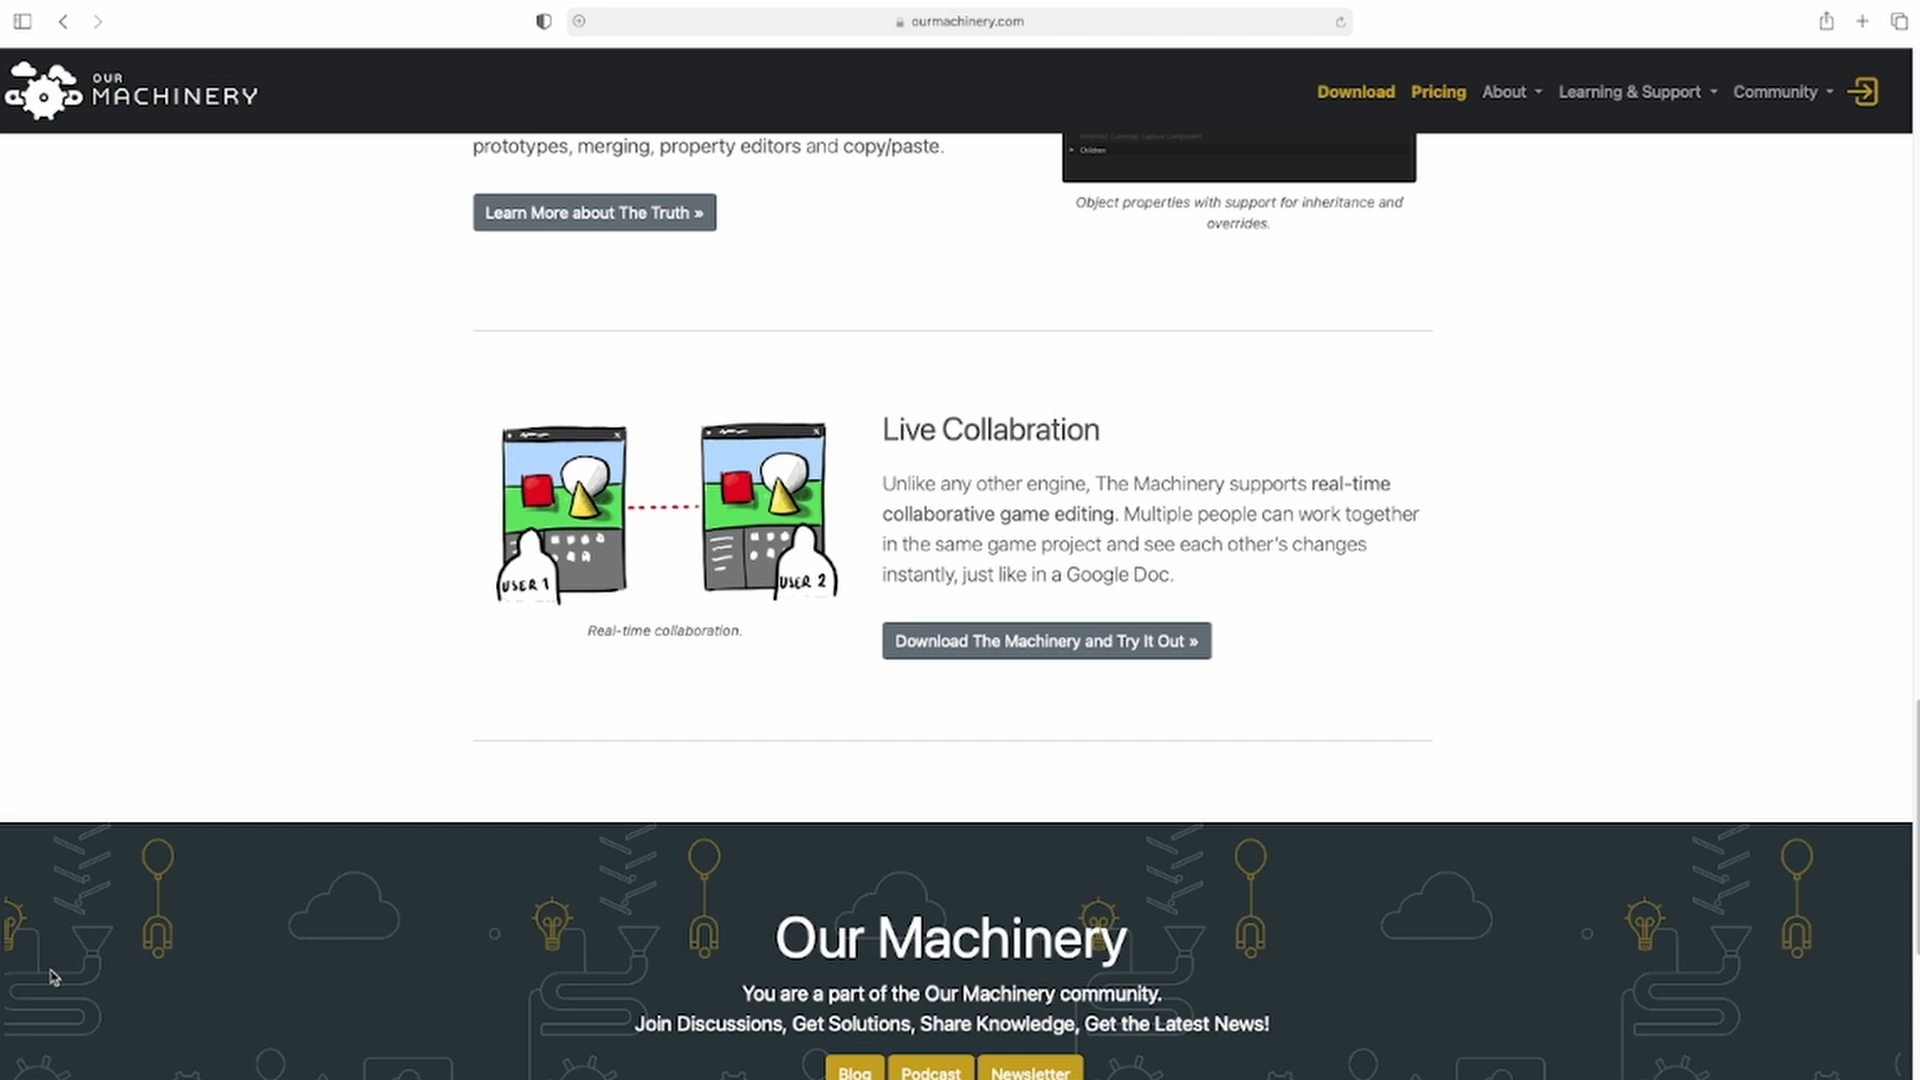 ourmachinery.com
OUR
MACHINERY
Download Pricing About Learning & Support Community
prototypes, merging, property editors and copy/paste.
Inherited: Cubemap Capture Component
Children
Learn More about The Truth »
Object properties with support for inheritance and
overrides.
Live Collabration
Unlike any other engine, The Machinery supports real-time
collaborative game editing. Multiple people can work together
in the same game project and see each other's changes
instantly, just like in a Google Doc.
USER 1
USER 2
Real-time collaboration.
Download The Machinery and Try It Out »
Our Machinery
You are a part of the Our Machinery community.
Join Discussions, Get Solutions, Share Knowledge, Get the Latest News!
Blog Podcast Newsletter